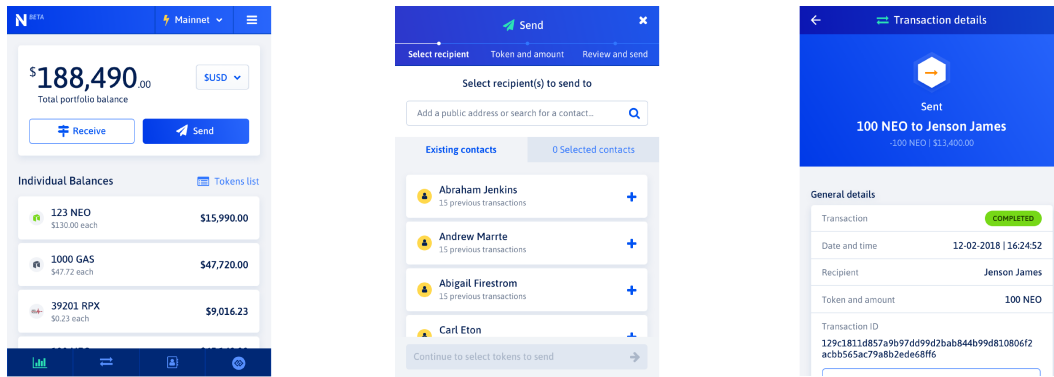 N BETA
Mainnet
$188,490.00
$USD
Total portfolio balance
Receive
Send
Individual Balances
Tokens list
123 NEO
$130.00 each
$15,990.00
1000 GAS
$47.72 each
$47,720.00
39201 RPX
$0.23 each
$9,016.23
Send
Select recipient
Token and amount
Review and send
Select recipient(s) to send to
Add a public address or search for a contact...
Existing contacts
0 Selected contacts
Abraham Jenkins
15 previous transactions
Andrew Marrte
15 previous transactions
Abigail Firestrom
15 previous transactions
Carl Eton
Continue to select tokens to send
Transaction details
Sent
100 NEO to Jenson James
-100 NEO | $13,400.00
General details
Transaction
COMPLETED
Date and time
12-02-2018 | 16:24:52
Recipient
Jenson James
Token and amount
100 NEO
Transaction ID
129c1811d857a9b97dd99d2bab844b99d810806f2
acbb565ac79a8b2ede68ff6